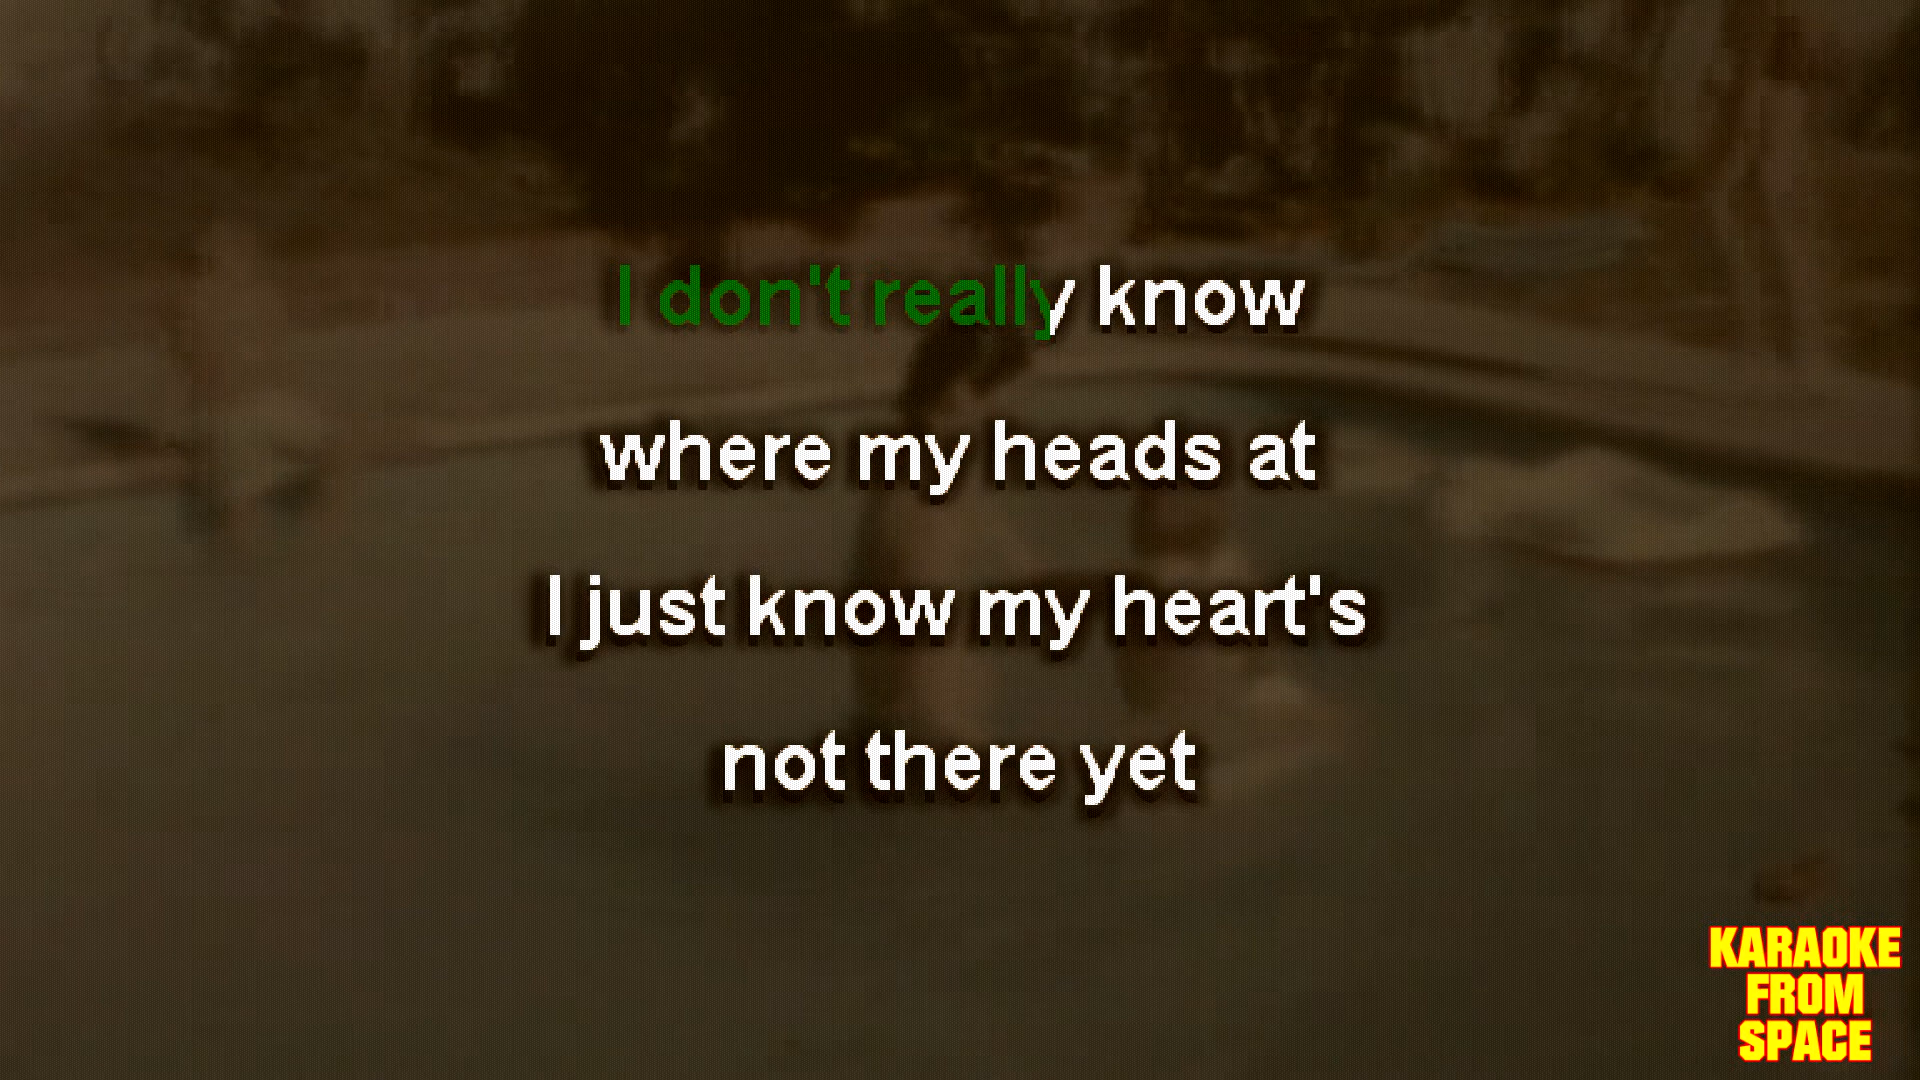 I don't really know
where my heads at
I just know my heart's
not there yet
KARAOKE
FROM
SPACE